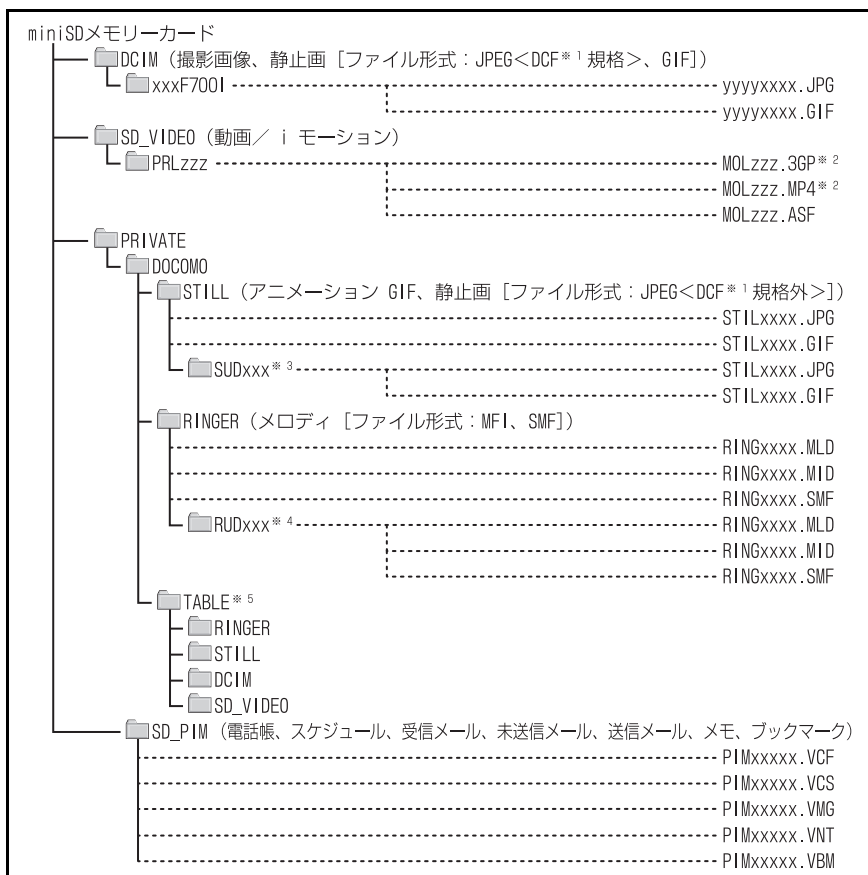 miniSDメモリーカード
DCIM（撮影画像、静止画［ファイル形式：JPEG<DCF※1規格>、GIF］）
xxxF700i yyyyxxxx.JPG
yyyyxxxx.GIF
SD_VIDEO（動画／ｉモーション）
PRLzzz MOLzzz.3GP※2
MOLzzz.MP4※2
MOLzzz.ASF
PRIVATE
DOCOMO
STILL（アニメーション GIF、静止画［ファイル形式：JPEG<DCF※1規格外>］）
STILxxxx.JPG
STILxxxx.GIF
SUDxxx※3 STILxxxx.JPG
STILxxxx.GIF
RINGER（メロディ［ファイル形式：MFI、SMF］）
RINGxxxx.MLD
RINGxxxx.MID
RINGxxxx.SMF
RUDxxx※4 RINGxxxx.MLD
RINGxxxx.MID
RINGxxxx.SMF
TABLE※5
RINGER
STILL
DCIM
SD_VIDEO
SD_PIM（電話帳、スケジュール、受信メール、未送信メール、送信メール、メモ、ブックマーク）
PIMxxxxx.VCF
PIMxxxxx.VCS
PIMxxxxx.VMG
PIMxxxxx.VNT
PIMxxxxx.VBM